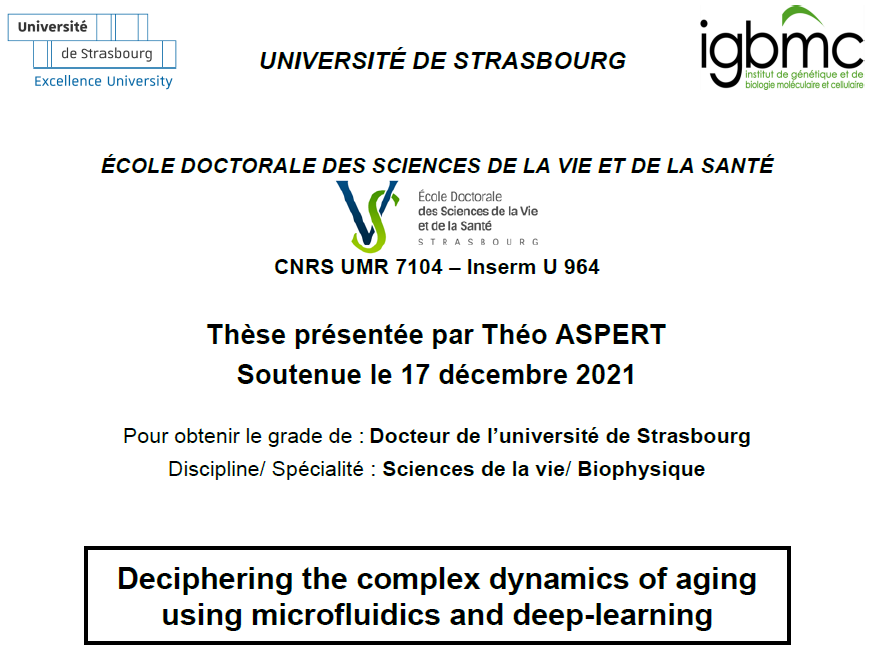 Université
de Strasbourg
Excellence University
UNIVERSITÉ DE STRASBOURG
igbmc
institut de génétique et de
biologie moléculaire et cellulaire
ÉCOLE DOCTORALE DES SCIENCES DE LA VIE ET DE LA SANTÉ
VS
École Doctorale
des Sciences de la Vie
et de la Santé
STRASBOURG
CNRS UMR 7104 – Inserm U 964
Thèse présentée par Théo ASPERT
Soutenue le 17 décembre 2021
Pour obtenir le grade de : Docteur de l’université de Strasbourg
Discipline/ Spécialité : Sciences de la vie/ Biophysique
Deciphering the complex dynamics of aging
using microfluidics and deep-learning